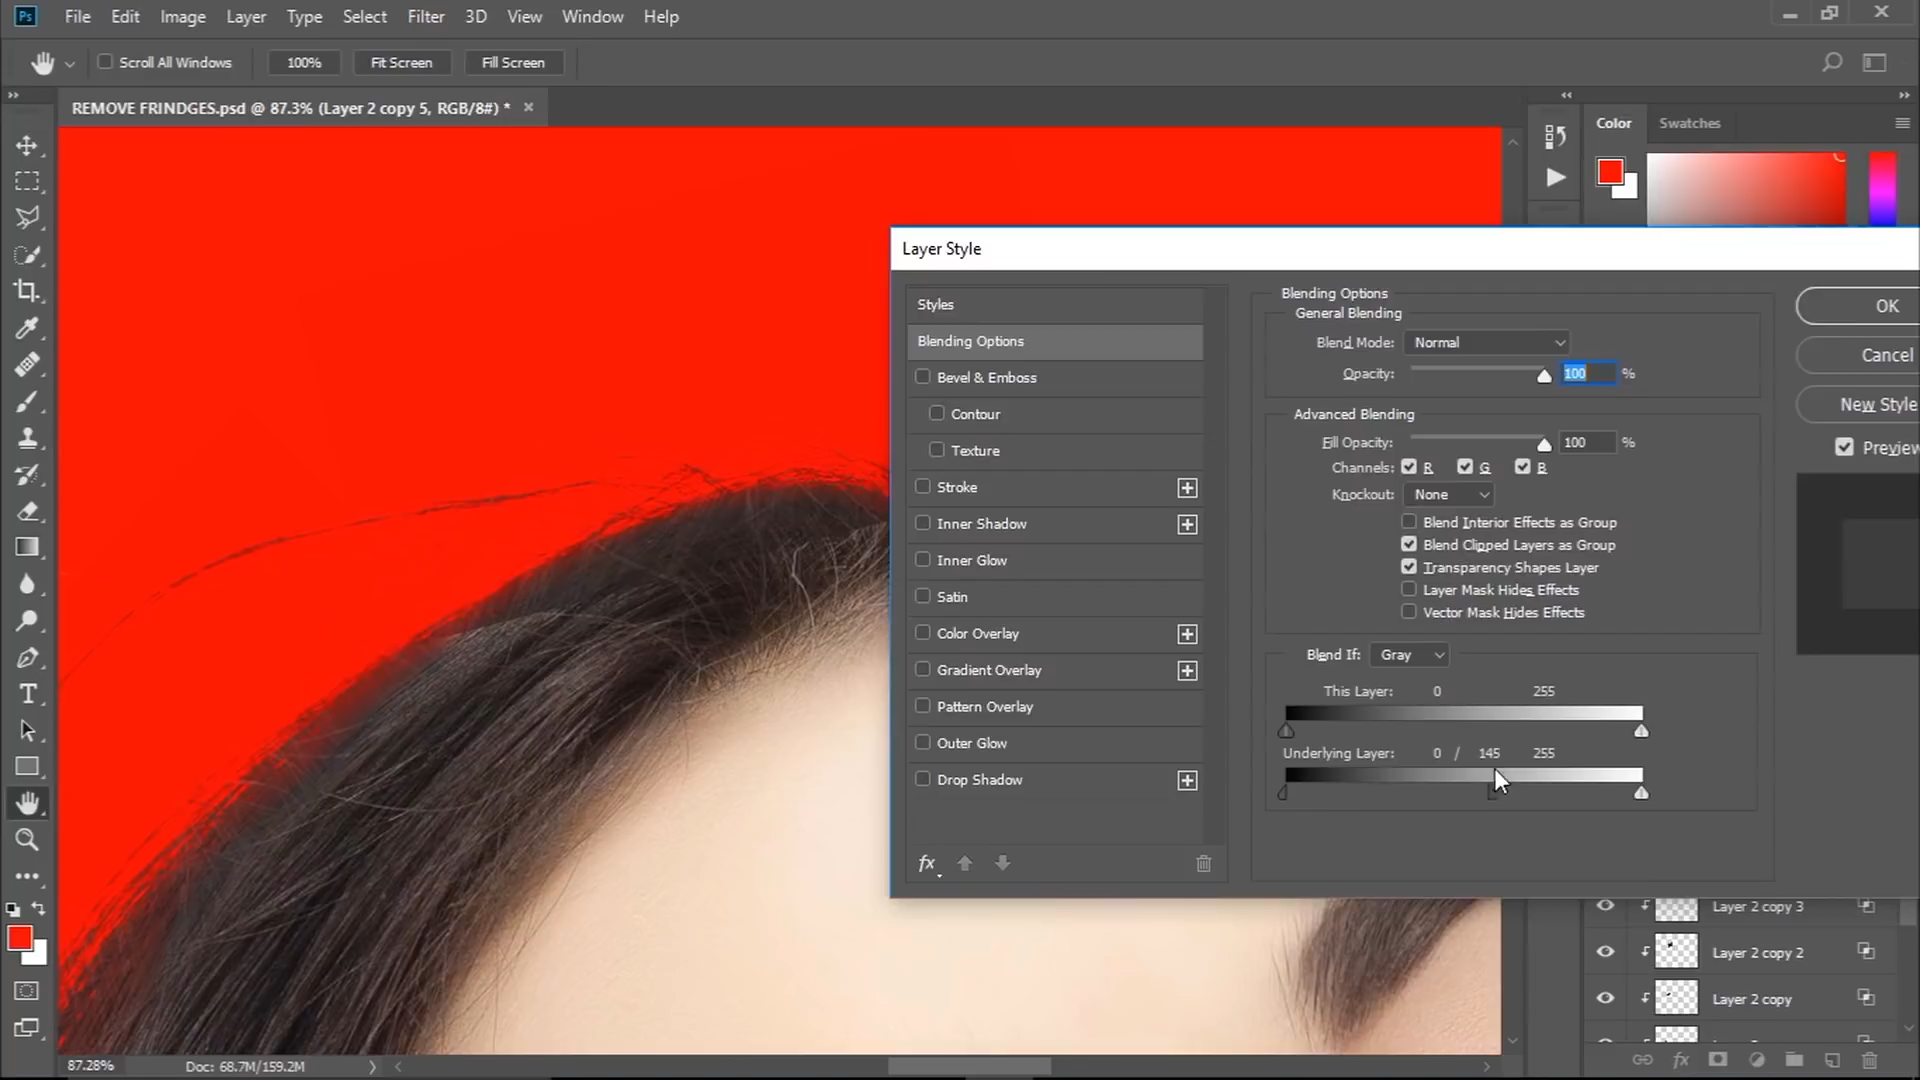 Ps File Edit Image Layer Type Select Filter 3D View Window Help
Scroll All Windows 100% Fit Screen Fill Screen
REMOVE FRINDGES.psd @ 87.3% (Layer 2 copy 5, RGB/8#) * ×
Color Swatches
Layer Style
Styles
Blending Options
Bevel & Emboss
Contour
Texture
Stroke
Inner Shadow
Inner Glow
Satin
Color Overlay
Gradient Overlay
Pattern Overlay
Outer Glow
Drop Shadow
fx
Blending Options
General Blending
Blend Mode: Normal
Opacity: 100 %
Advanced Blending
Fill Opacity: 100 %
Channels: R G B
Knockout: None
Blend Interior Effects as Group
Blend Clipped Layers as Group
Transparency Shapes Layer
Layer Mask Hides Effects
Vector Mask Hides Effects
Blend If: Gray
This Layer: 0 255
Underlying Layer: 0 / 145 255
OK
Cancel
New Style
Preview
Layer 2 copy 3
Layer 2 copy 2
Layer 2 copy
fx
87.28% Doc: 68.7M/159.2M